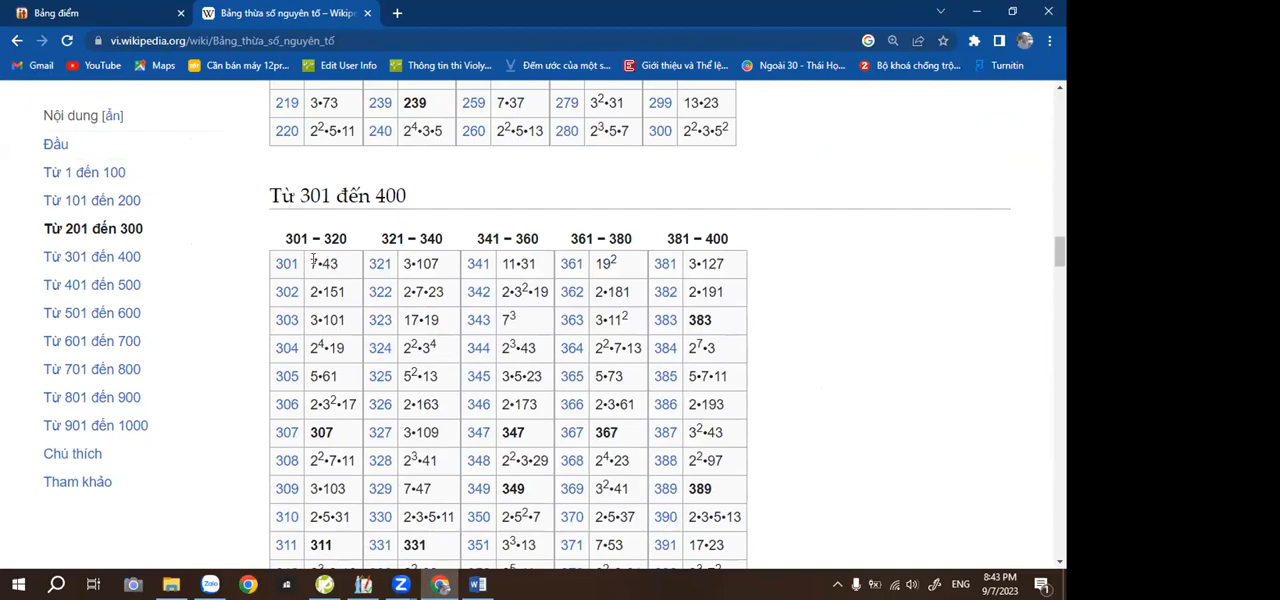 Bảng điểm
Bảng thừa số nguyên tố – Wikipe
vi.wikipedia.org/wiki/Bảng_thừa_số_nguyên_tố
Gmail YouTube Maps Căn bán máy 12pr... Edit User Info Thông tin thi Violy... Đếm ước của một s... Giới thiệu và Thể lệ... Ngoài 30 - Thái Họ... Bộ khoá chống trộ... Turnitin
Nội dung [ẩn]
Đầu
Từ 1 đến 100
Từ 101 đến 200
Từ 201 đến 300
Từ 301 đến 400
Từ 401 đến 500
Từ 501 đến 600
Từ 601 đến 700
Từ 701 đến 800
Từ 801 đến 900
Từ 901 đến 1000
Chú thích
Tham khảo
219 3•73 239 239 259 7•37 279 3²•31 299 13•23
220 2²•5•11 240 2⁴•3•5 260 2²•5•13 280 2³•5•7 300 2²•3•5²
Từ 301 đến 400
301 − 320 321 − 340 341 − 360 361 − 380 381 − 400
301 7•43 321 3•107 341 11•31 361 19² 381 3•127
302 2•151 322 2•7•23 342 2•3²•19 362 2•181 382 2•191
303 3•101 323 17•19 343 7³ 363 3•11² 383 383
304 2⁴•19 324 2²•3⁴ 344 2³•43 364 2²•7•13 384 2⁷•3
305 5•61 325 5²•13 345 3•5•23 365 5•73 385 5•7•11
306 2•3²•17 326 2•163 346 2•173 366 2•3•61 386 2•193
307 307 327 3•109 347 347 367 367 387 3²•43
308 2²•7•11 328 2³•41 348 2²•3•29 368 2⁴•23 388 2²•97
309 3•103 329 7•47 349 349 369 3²•41 389 389
310 2•5•31 330 2•3•5•11 350 2•5²•7 370 2•5•37 390 2•3•5•13
311 311 331 331 351 3³•13 371 7•53 391 17•23
ENG
8:43 PM
9/7/2023